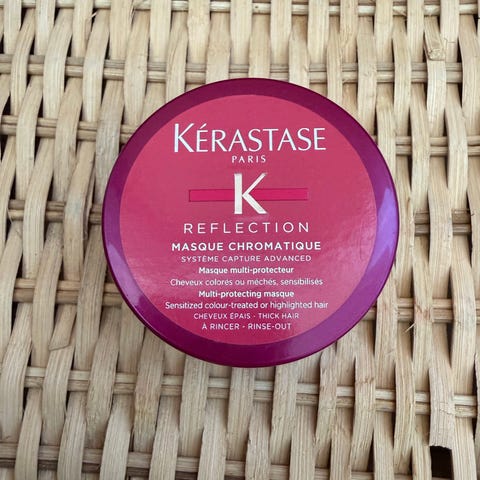 KÉRASTASE
PARIS
K
REFLECTION
MASQUE CHROMATIQUE
SYSTÈME CAPTURE ADVANCED
Masque multi-protecteur
Cheveux colorés ou méchés, sensibilisés
Multi-protecting masque
Sensitized colour-treated or highlighted hair
CHEVEUX ÉPAIS - THICK HAIR
À RINCER - RINSE-OUT